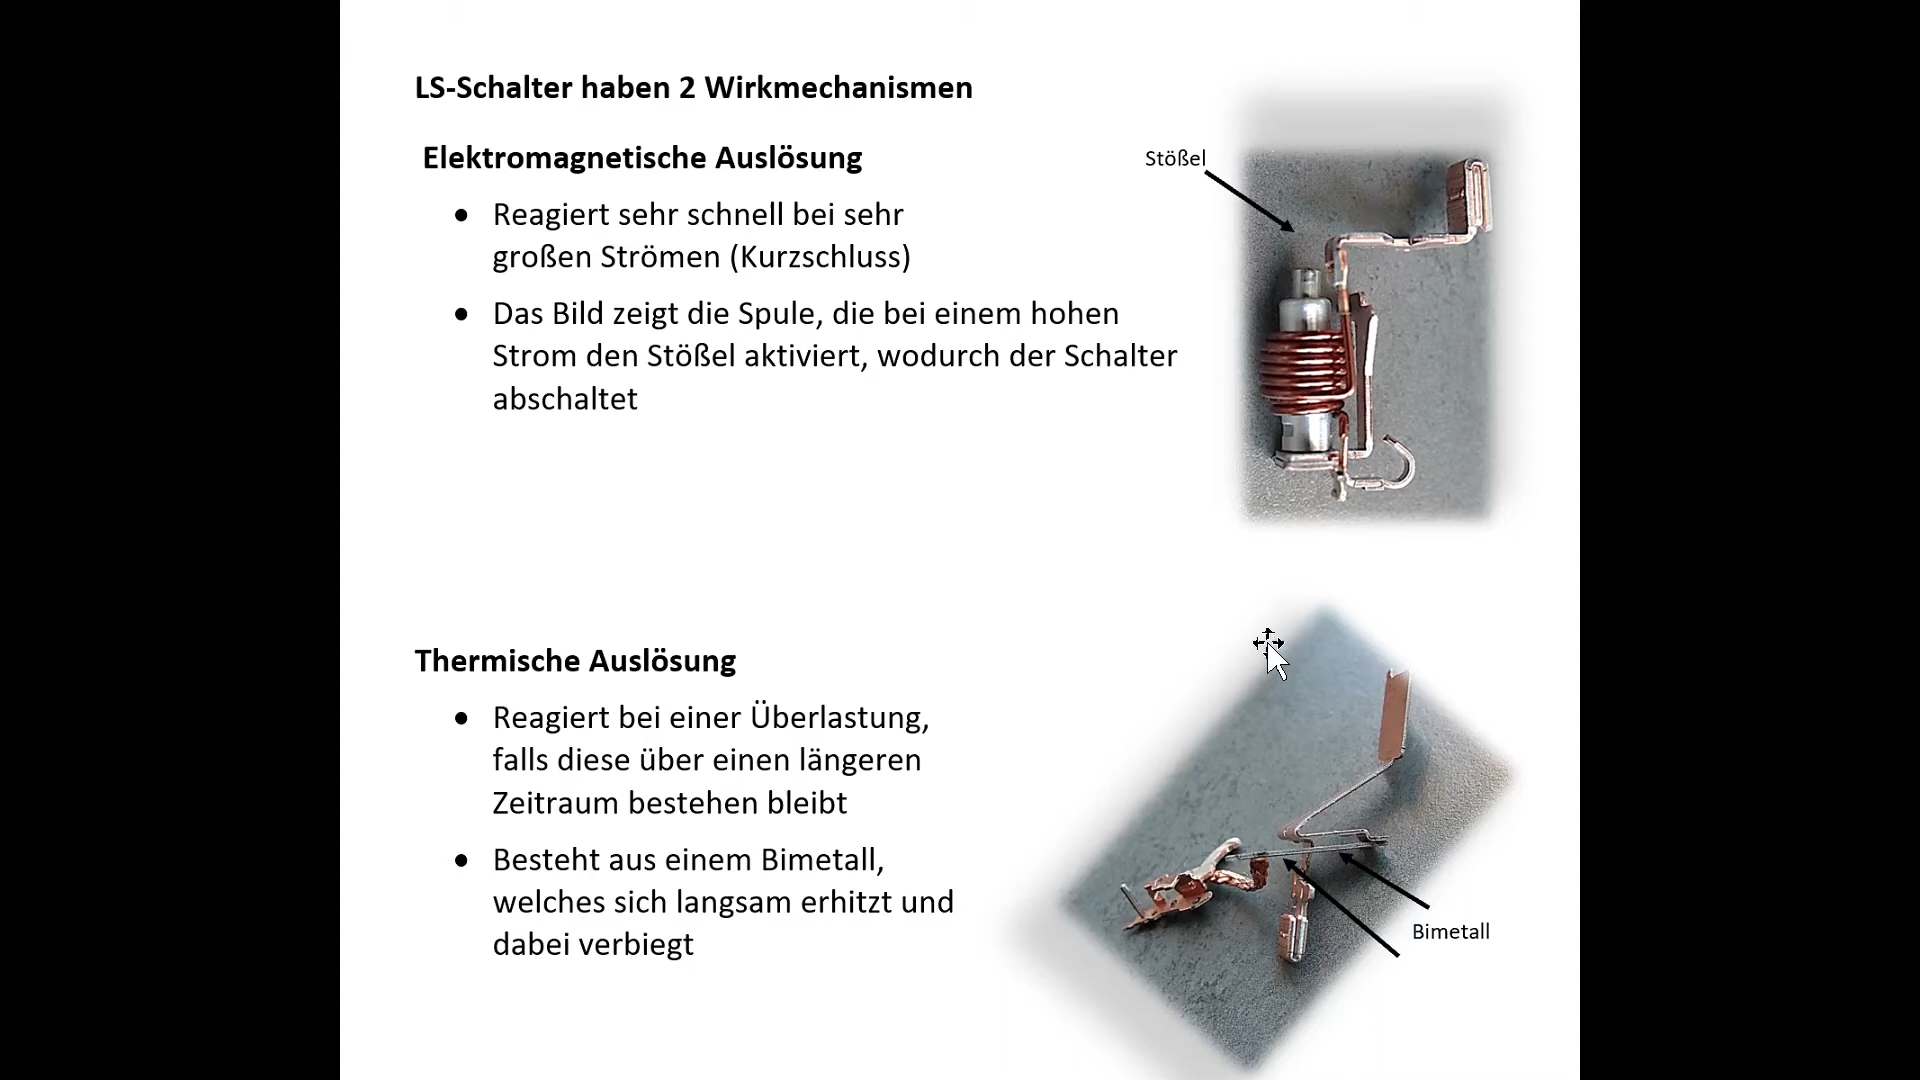 LS-Schalter haben 2 Wirkmechanismen
Elektromagnetische Auslösung
Stößel
• Reagiert sehr schnell bei sehr
großen Strömen (Kurzschluss)
• Das Bild zeigt die Spule, die bei einem hohen
Strom den Stößel aktiviert, wodurch der Schalter
abschaltet
Thermische Auslösung
• Reagiert bei einer Überlastung,
falls diese über einen längeren
Zeitraum bestehen bleibt
• Besteht aus einem Bimetall,
welches sich langsam erhitzt und
dabei verbiegt
Bimetall